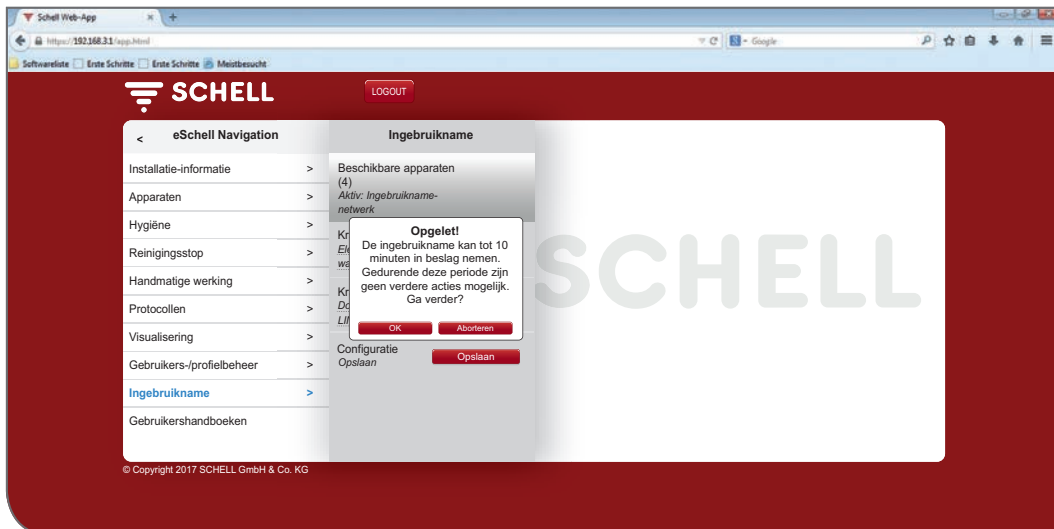 Schell Web-App
https://192.168.3.1/app.html
Google
Softwareliste Erste Schritte Erste Schritte Meistbesucht
SCHELL
LOGOUT
< eSchell Navigation
Installatie-informatie >
Apparaten >
Hygiëne >
Reinigingsstop >
Handmatige werking >
Protocollen >
Visualisering >
Gebruikers-/profielbeheer >
Ingebruikname >
Gebruikershandboeken
Ingebruikname
Beschikbare apparaten
(4)
Aktiv: Ingebruikname-
netwerk
Opgelet!
De ingebruikname kan tot 10
minuten in beslag nemen.
Gedurende deze periode zijn
geen verdere acties mogelijk.
Ga verder?
OK Aborteren
Configuratie
Opslaan
Opslaan
SCHELL
© Copyright 2017 SCHELL GmbH & Co. KG